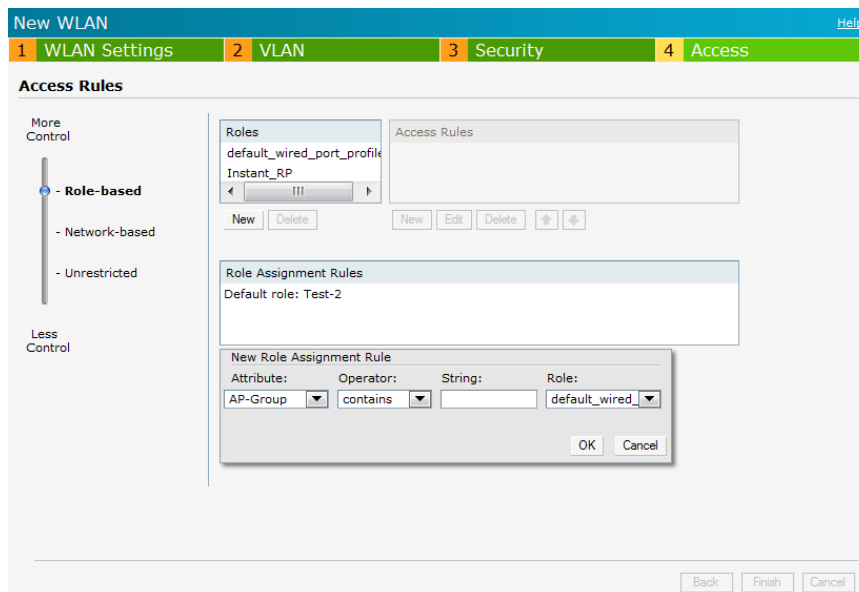 New WLAN
Help
1 WLAN Settings
2 VLAN
3 Security
4 Access
Access Rules
More
Control
- Role-based
- Network-based
- Unrestricted
Less
Control
Roles
default_wired_port_profile
Instant_RP
New Delete
Access Rules
New Edit Delete
Role Assignment Rules
Default role: Test-2
New Role Assignment Rule
Attribute: Operator: String: Role:
AP-Group contains default_wired_
OK Cancel
Back Finish Cancel